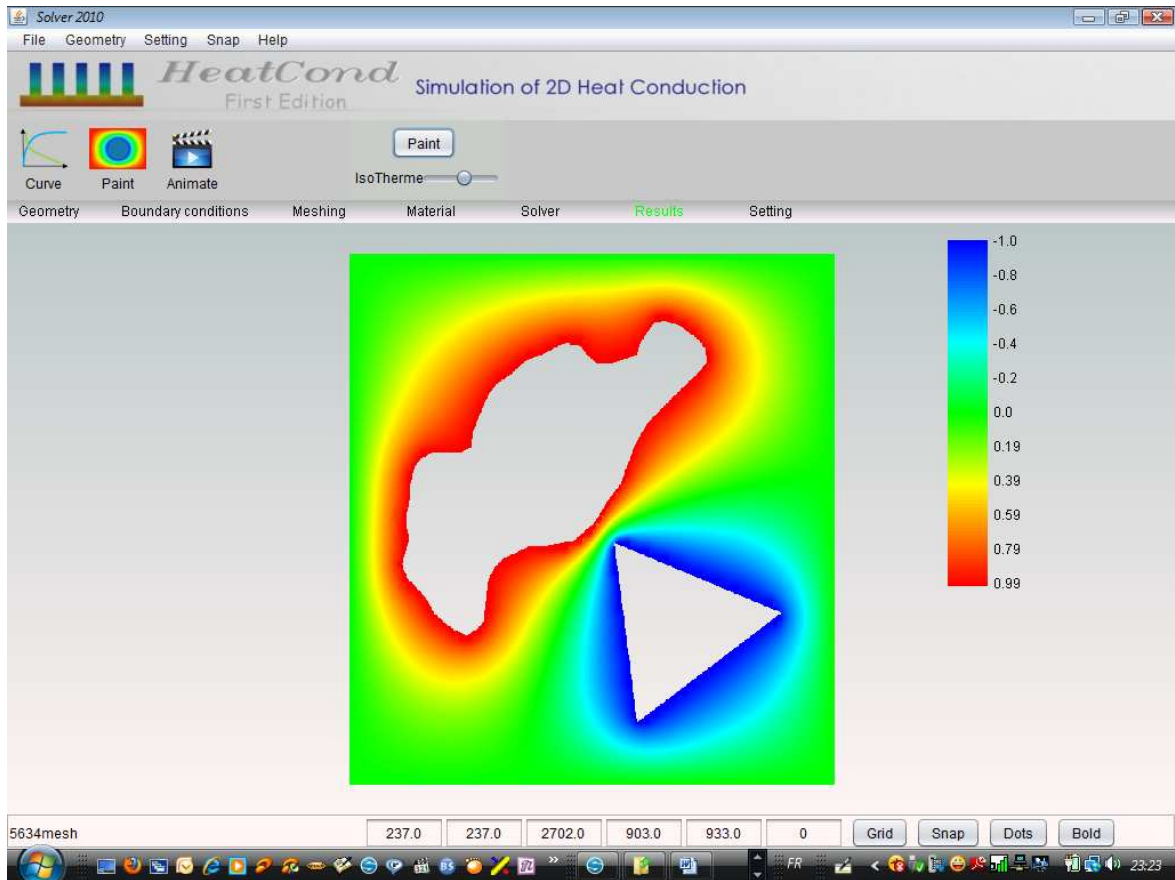 Solver 2010
File Geometry Setting Snap Help
HeatCond
First Edition
Simulation of 2D Heat Conduction
Paint
IsoTherme
Curve Paint Animate
Geometry Boundary conditions Meshing Material Solver Results Setting
-1.0
-0.8
-0.6
-0.4
-0.2
0.0
0.19
0.39
0.59
0.79
0.99
5634mesh 237.0 237.0 2702.0 903.0 933.0 0 Grid Snap Dots Bold
FR 23:23